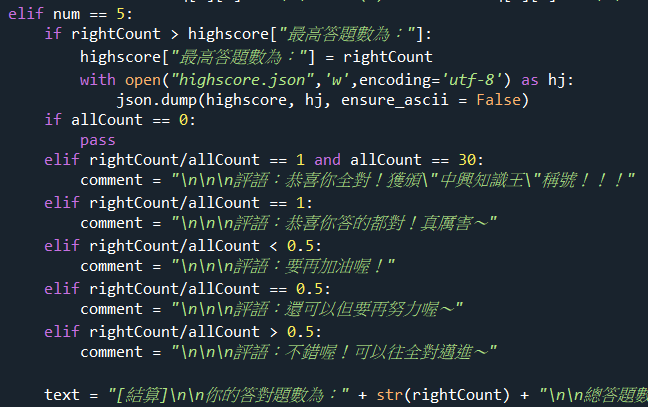 elif num == 5:
    if rightCount > highscore["最高答題數為："]:
        highscore["最高答題數為："] = rightCount
        with open("highscore.json",'w',encoding='utf-8') as hj:
            json.dump(highscore, hj, ensure_ascii = False)
    if allCount == 0:
        pass
    elif rightCount/allCount == 1 and allCount == 30:
        comment = "\n\n\n評語：恭喜你全對！獲頒\"中興知識王\"稱號！！！"
    elif rightCount/allCount == 1:
        comment = "\n\n\n評語：恭喜你答的都對！真厲害～"
    elif rightCount/allCount < 0.5:
        comment = "\n\n\n評語：要再加油喔！"
    elif rightCount/allCount == 0.5:
        comment = "\n\n\n評語：還可以但要再努力喔～"
    elif rightCount/allCount > 0.5:
        comment = "\n\n\n評語：不錯喔！可以往全對邁進～"
    text = "[結算]\n\n你的答對題數為：" + str(rightCount) + "\n\n總答題數